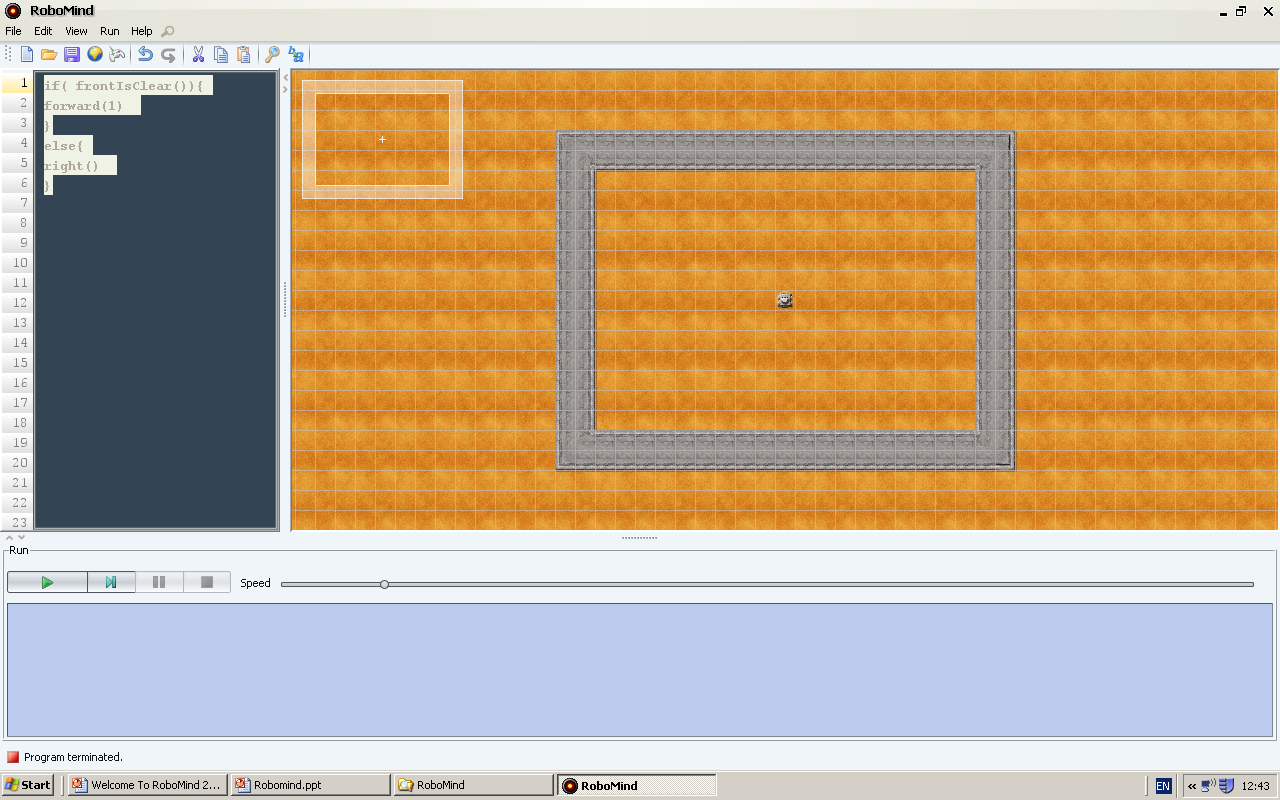 RoboMind
File Edit View Run Help
1 if( frontIsClear()){
2 forward(1)
3 }
4 else{
5 right()
6 }
7
8
9
10
11
12
13
14
15
16
17
18
19
20
21
22
23
Run
Speed
Program terminated.
Start Welcome To RoboMind 2... Robomind.ppt RoboMind RoboMind EN « 12:43